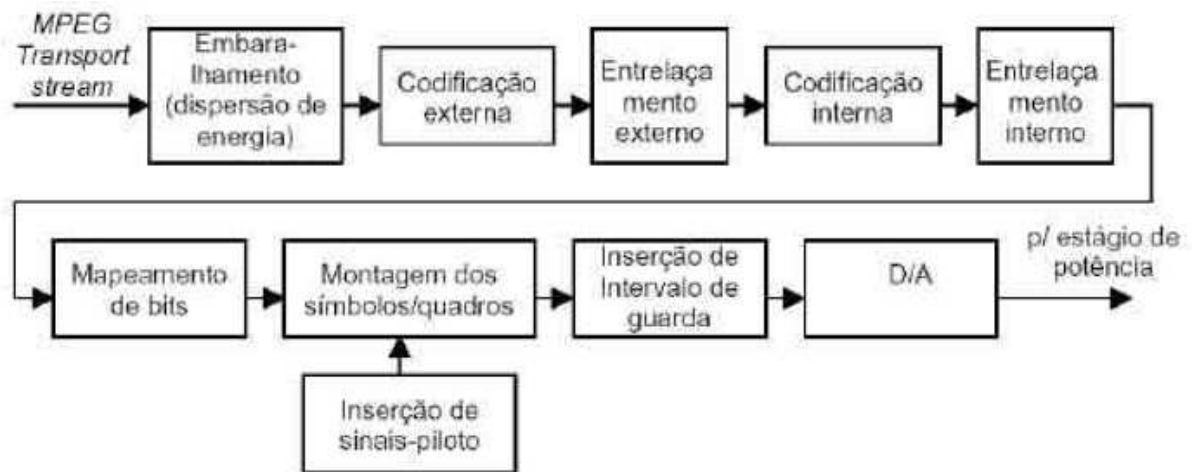 MPEG
Transport
stream
Embara-
lhamento
(dispersão de
energia)
Codificação
externa
Entrelaça
mento
externo
Codificação
interna
Entrelaça
mento
interno
Mapeamento
de bits
Montagem dos
símbolos/quadros
Inserção de
Intervalo de
guarda
D/A
p/ estágio de
potência
Inserção de
sinais-piloto